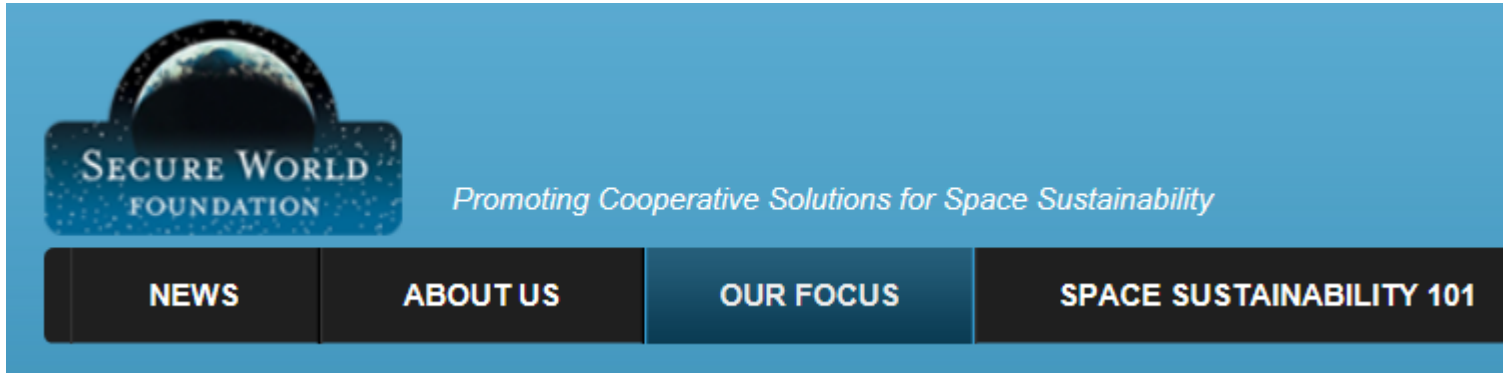 SECURE WORLD
FOUNDATION
Promoting Cooperative Solutions for Space Sustainability
NEWS ABOUT US OUR FOCUS SPACE SUSTAINABILITY 101